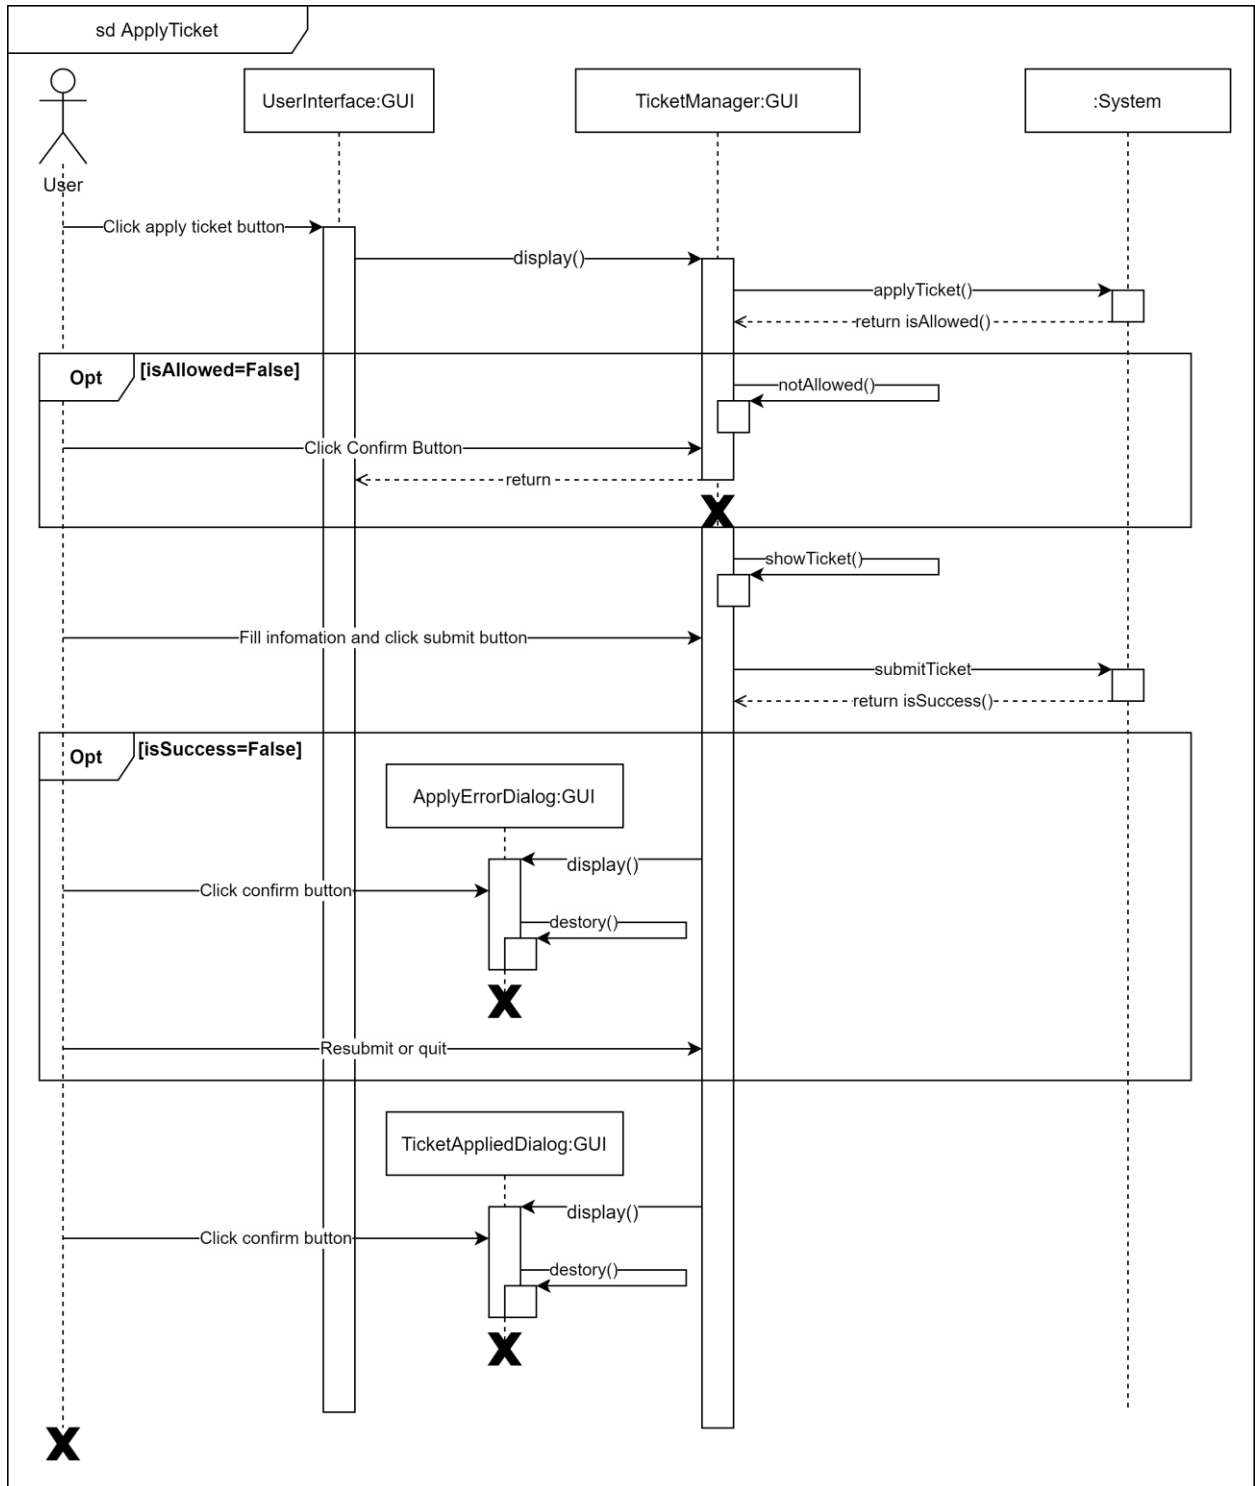 sd ApplyTicket
UserInterface:GUI
TicketManager:GUI
:System
User
Click apply ticket button
display()
applyTicket()
return isAllowed()
Opt
[isAllowed=False]
notAllowed()
Click Confirm Button
return
X
showTicket()
Fill infomation and click submit button
submitTicket
return isSuccess()
Opt
[isSuccess=False]
ApplyErrorDialog:GUI
display()
Click confirm button
destory()
X
Resubmit or quit
TicketAppliedDialog:GUI
display()
Click confirm button
destory()
X
X